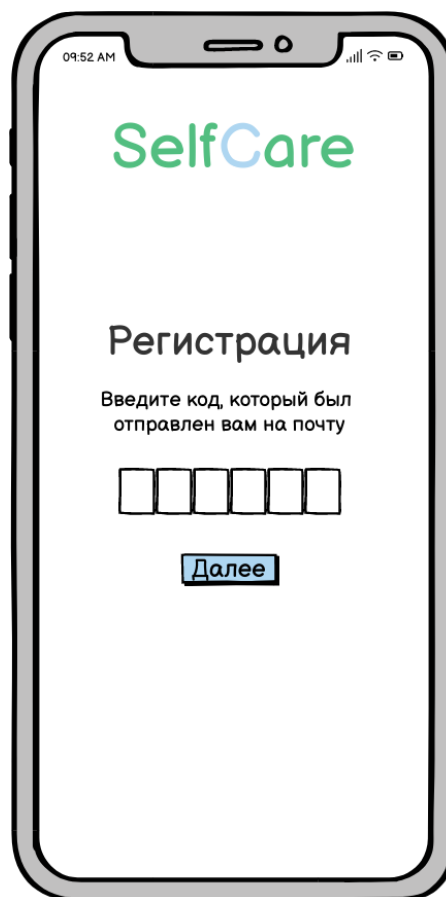 09:52 AM
SelfCare
Регистрация
Введите код, который был
отправлен вам на почту
Далее